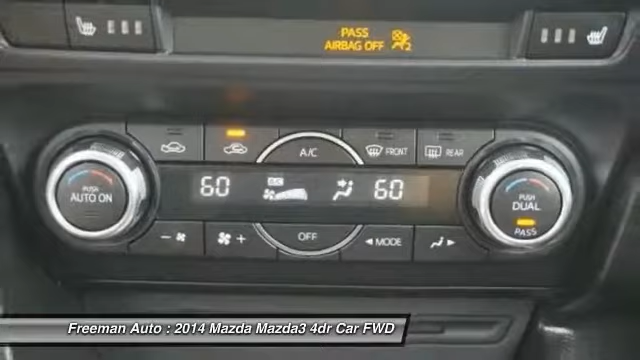 PASS
AIRBAG OFF
2
A/C
FRONT
REAR
PUSH
AUTO ON
60
A/C
60
PUSH
DUAL
PASS
-
+
OFF
◄MODE
►
Freeman Auto : 2014 Mazda Mazda3 4dr Car FWD